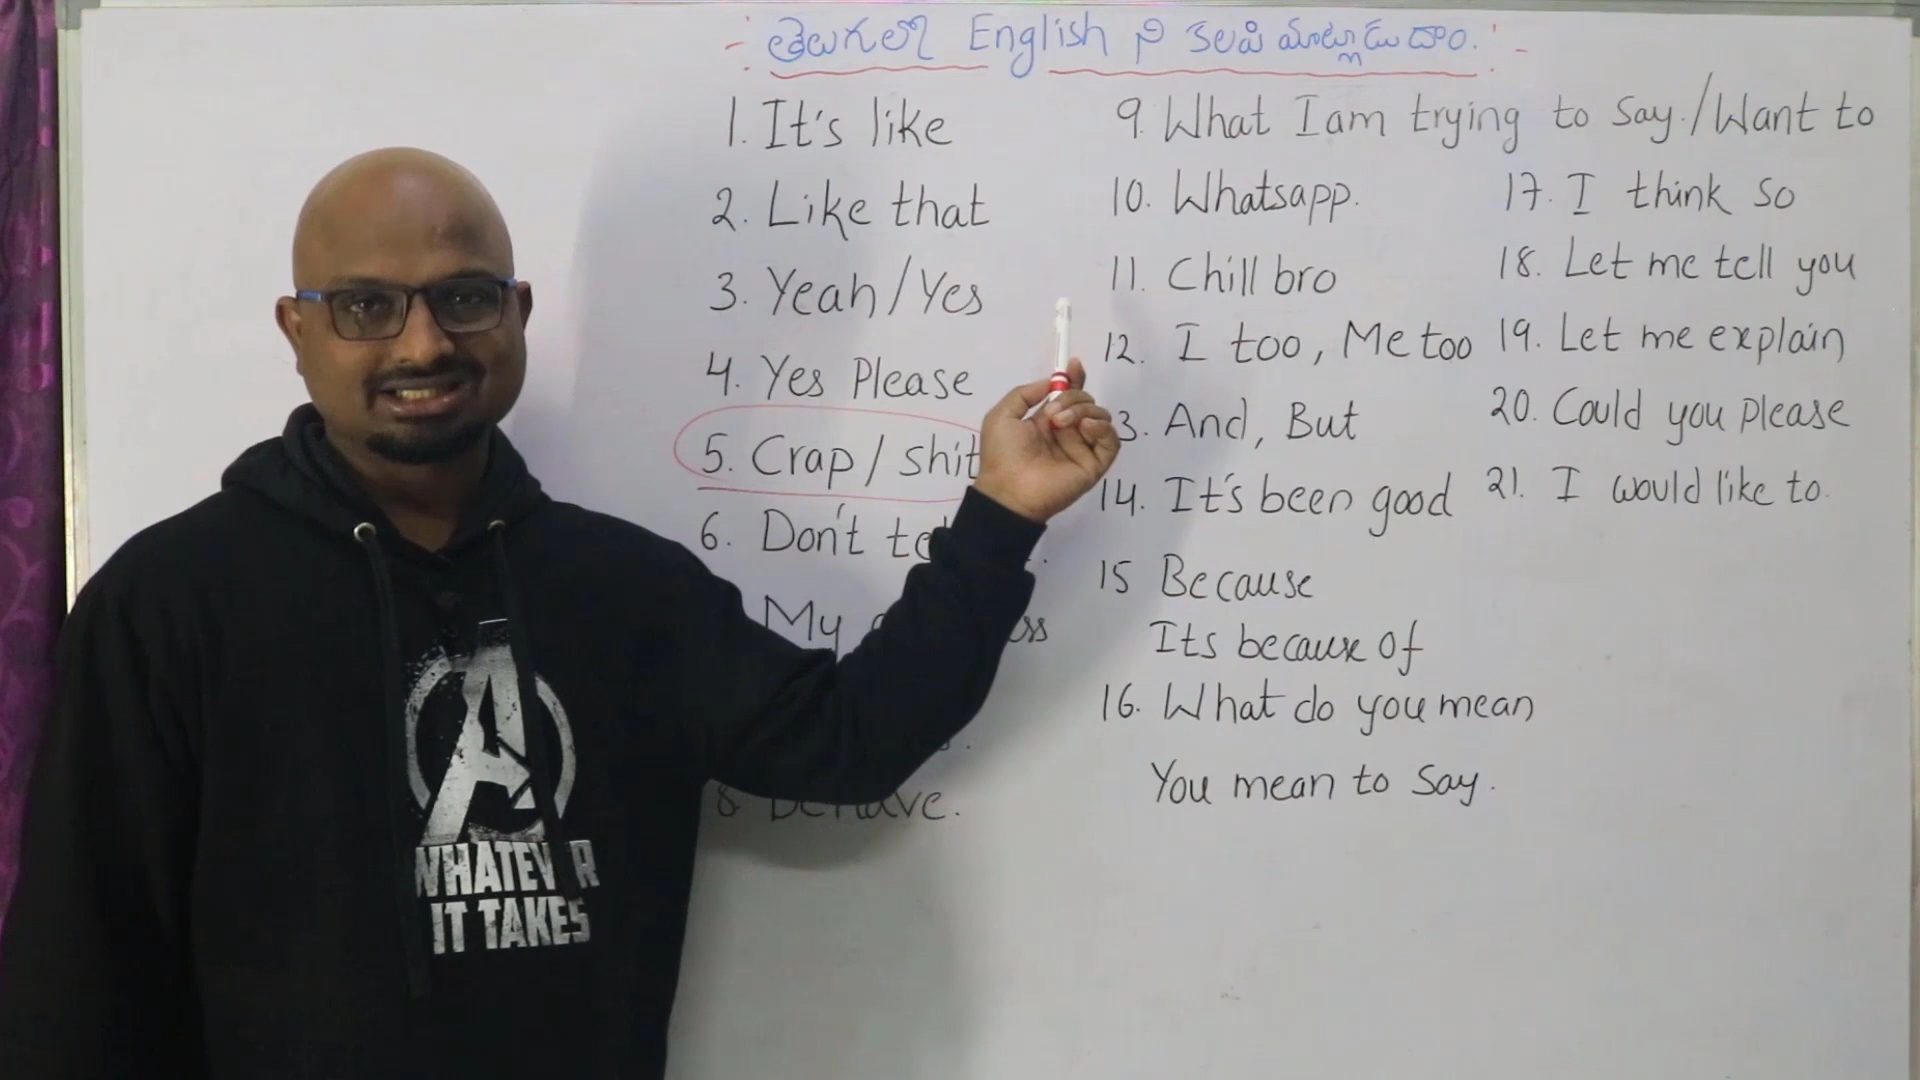 తెలుగులో English ని కలిపి మాట్లాడుదాం.
1. It's like
2. Like that
3. Yeah/Yes
4. Yes Please
5. Crap / shit
6. Don't
My
8 Behave.
9. What I am trying to Say./Want to
10. Whatsapp.
11. Chill bro
12. I too, Me too
3. And, But
14. It's been good
15 Because
Its because of
16. What do you mean
You mean to Say.
17. I think so
18. Let me tell you
19. Let me explain
20. Could you please
21. I would like to.
A
WHATEVER
IT TAKES